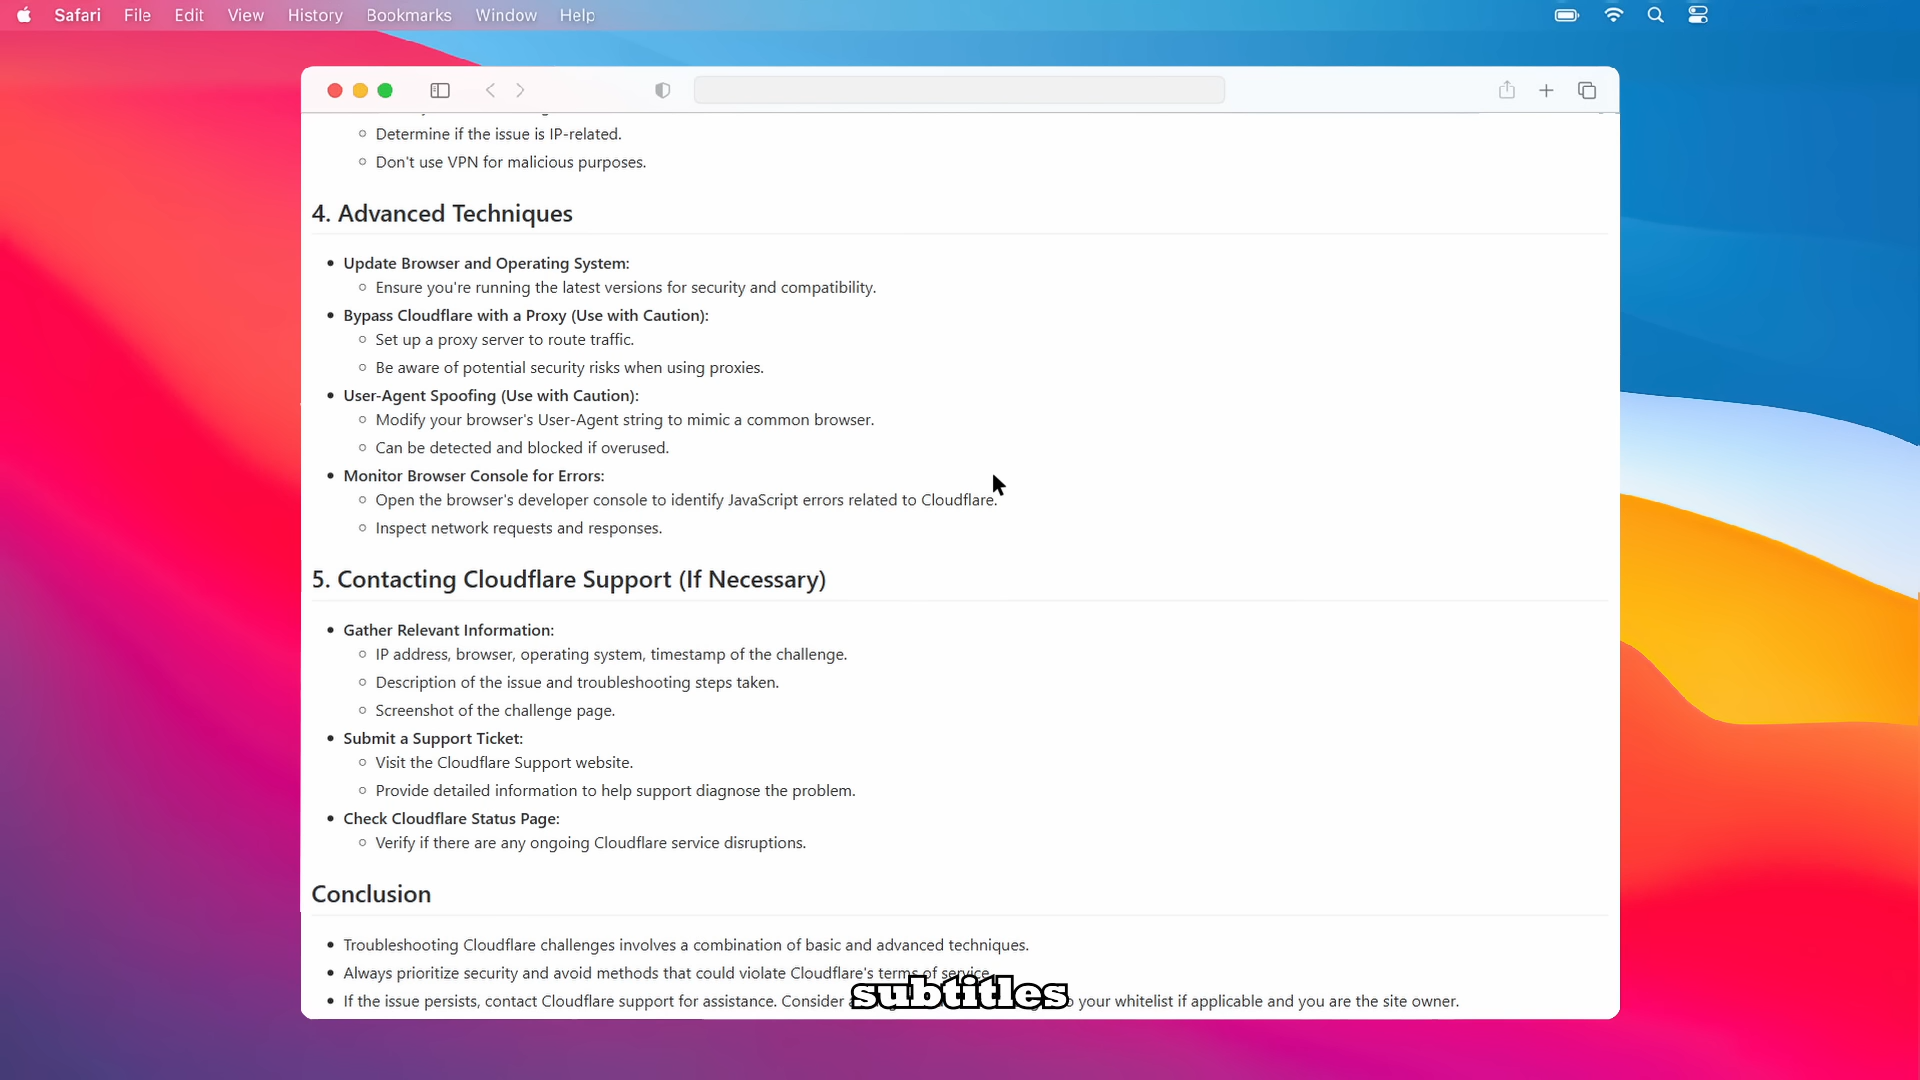 Safari File Edit View History Bookmarks Window Help
Determine if the issue is IP-related.
Don't use VPN for malicious purposes.
4. Advanced Techniques
Update Browser and Operating System:
Ensure you're running the latest versions for security and compatibility.
Bypass Cloudflare with a Proxy (Use with Caution):
Set up a proxy server to route traffic.
Be aware of potential security risks when using proxies.
User-Agent Spoofing (Use with Caution):
Modify your browser's User-Agent string to mimic a common browser.
Can be detected and blocked if overused.
Monitor Browser Console for Errors:
Open the browser's developer console to identify JavaScript errors related to Cloudflare.
Inspect network requests and responses.
5. Contacting Cloudflare Support (If Necessary)
Gather Relevant Information:
IP address, browser, operating system, timestamp of the challenge.
Description of the issue and troubleshooting steps taken.
Screenshot of the challenge page.
Submit a Support Ticket:
Visit the Cloudflare Support website.
Provide detailed information to help support diagnose the problem.
Check Cloudflare Status Page:
Verify if there are any ongoing Cloudflare service disruptions.
Conclusion
Troubleshooting Cloudflare challenges involves a combination of basic and advanced techniques.
Always prioritize security and avoid methods that could violate Cloudflare's terms of service.
subtitles
If the issue persists, contact Cloudflare support for assistance. Consider your whitelist if applicable and you are the site owner.